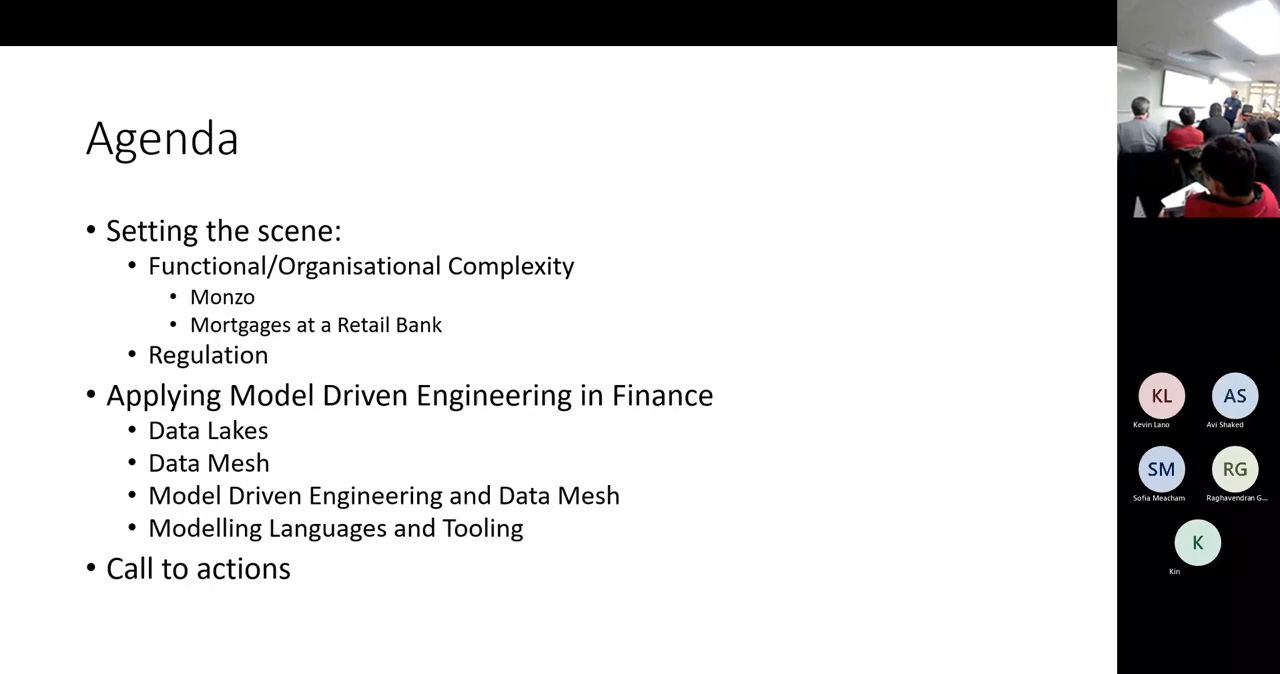 Agenda
• Setting the scene:
• Functional/Organisational Complexity
• Monzo
• Mortgages at a Retail Bank
• Regulation
• Applying Model Driven Engineering in Finance
• Data Lakes
• Data Mesh
• Model Driven Engineering and Data Mesh
• Modelling Languages and Tooling
• Call to actions
KL
AS
Kevin Lano
Avi Shaked
SM
RG
Sofia Meacham
Raghavendran G...
K
Kin